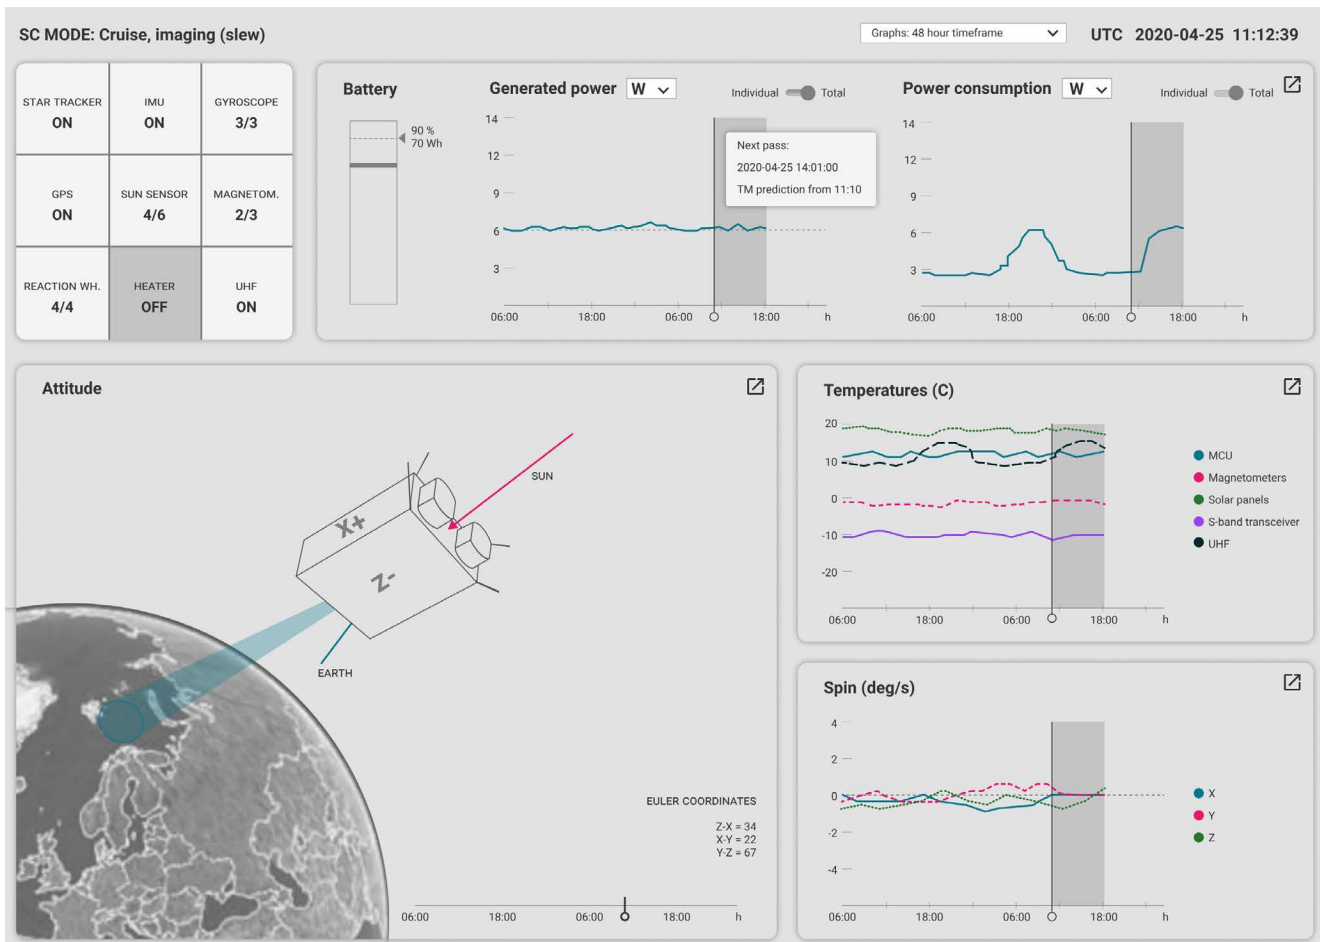 SC MODE: Cruise, imaging (slew)
Graphs: 48 hour timeframe
UTC 2020-04-25 11:12:39
STAR TRACKER
ON
IMU
ON
GYROSCOPE
3/3
GPS
ON
SUN SENSOR
4/6
MAGNETOM.
2/3
REACTION WH.
4/4
HEATER
OFF
UHF
ON
Battery
90 %
70 Wh
Generated power
W
Individual
Total
14
12
9
6
3
06:00
18:00
06:00
18:00
h
Next pass:
2020-04-25 14:01:00
TM prediction from 11:10
Power consumption
W
Individual
Total
14
12
9
6
3
06:00
18:00
06:00
18:00
h
Attitude
SUN
X+
Z-
EARTH
EULER COORDINATES
Z-X = 34
X-Y = 22
Y-Z = 67
06:00
18:00
06:00
18:00
h
Temperatures (C)
20
10
0
-10
-20
06:00
18:00
06:00
18:00
h
MCU
Magnetometers
Solar panels
S-band transceiver
UHF
Spin (deg/s)
4
2
0
-2
-4
06:00
18:00
06:00
18:00
h
X
Y
Z